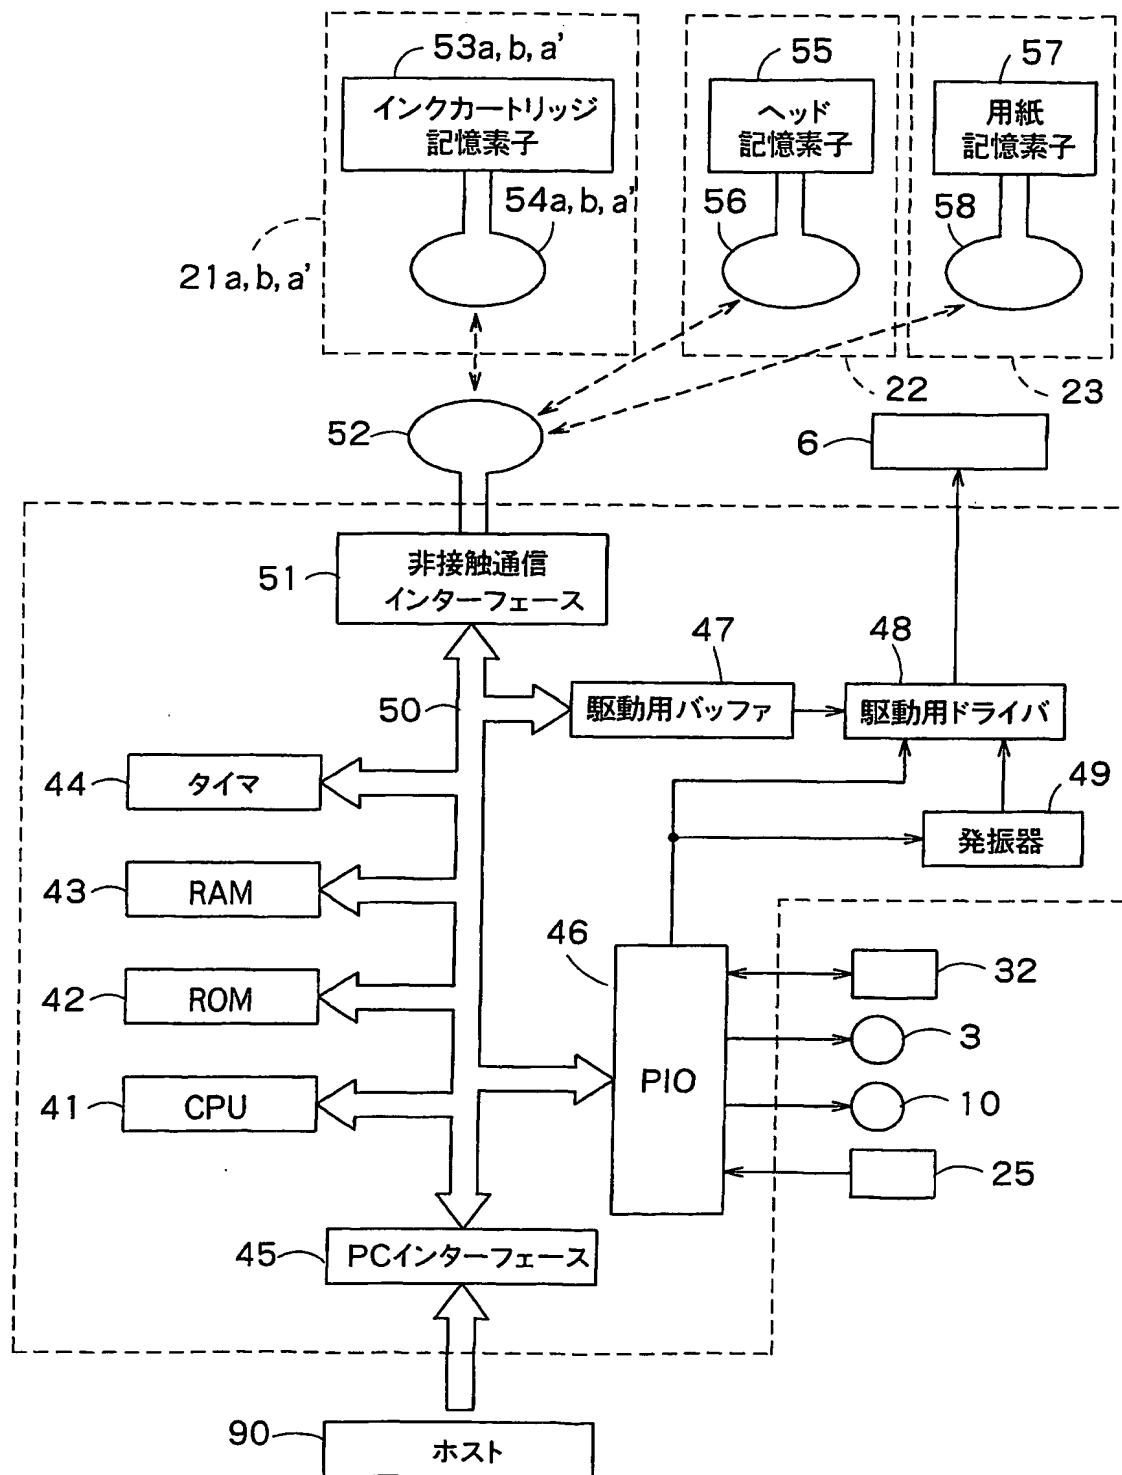 53a, b, a'
インクカートリッジ
記憶素子
54a, b, a'
21a, b, a'
55
ヘッド
記憶素子
56
22
57
用紙
記憶素子
58
23
52
6
51
非接触通信
インターフェース
50
47
駆動用バッファ
48
駆動用ドライバ
49
発振器
44
タイマ
43
RAM
42
ROM
41
CPU
46
PIO
32
3
10
25
45
PCインターフェース
90
ホスト